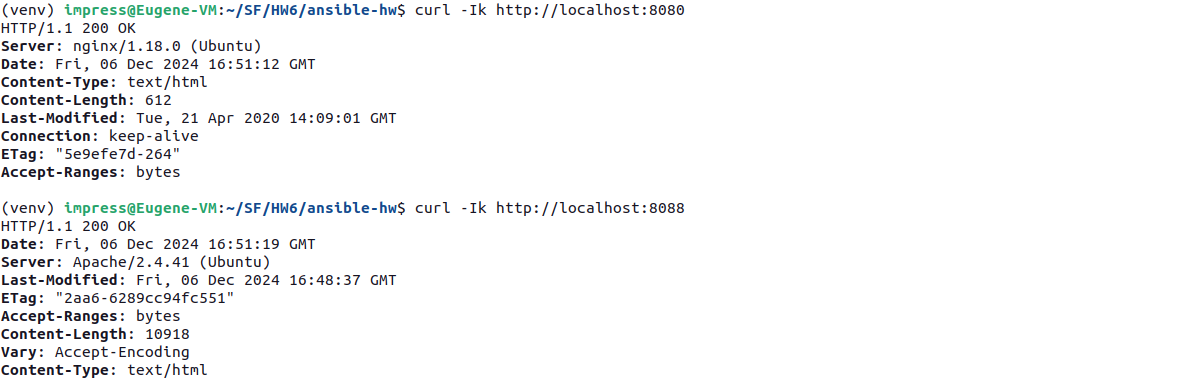 (venv) impress@Eugene-VM:~/SF/HW6/ansible-hw$ curl -Ik http://localhost:8080
HTTP/1.1 200 OK
Server: nginx/1.18.0 (Ubuntu)
Date: Fri, 06 Dec 2024 16:51:12 GMT
Content-Type: text/html
Content-Length: 612
Last-Modified: Tue, 21 Apr 2020 14:09:01 GMT
Connection: keep-alive
ETag: "5e9efe7d-264"
Accept-Ranges: bytes

(venv) impress@Eugene-VM:~/SF/HW6/ansible-hw$ curl -Ik http://localhost:8088
HTTP/1.1 200 OK
Date: Fri, 06 Dec 2024 16:51:19 GMT
Server: Apache/2.4.41 (Ubuntu)
Last-Modified: Fri, 06 Dec 2024 16:48:37 GMT
ETag: "2aa6-6289cc94fc551"
Accept-Ranges: bytes
Content-Length: 10918
Vary: Accept-Encoding
Content-Type: text/html